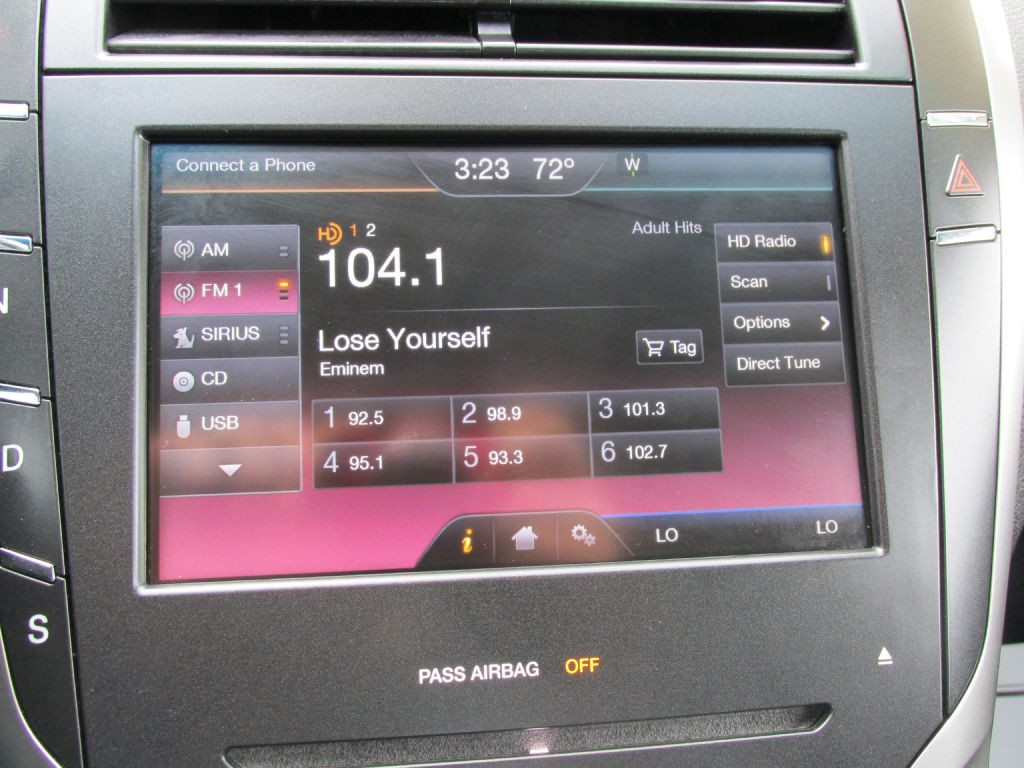 Connect a Phone
3:23 72° W
HD 1 2
Adult Hits
104.1
AM
FM 1
SIRIUS
CD
USB
Lose Yourself
Eminem
Tag
1 92.5
2 98.9
3 101.3
4 95.1
5 93.3
6 102.7
HD Radio
Scan
Options
Direct Tune
i
LO
LO
N
D
S
PASS AIRBAG OFF